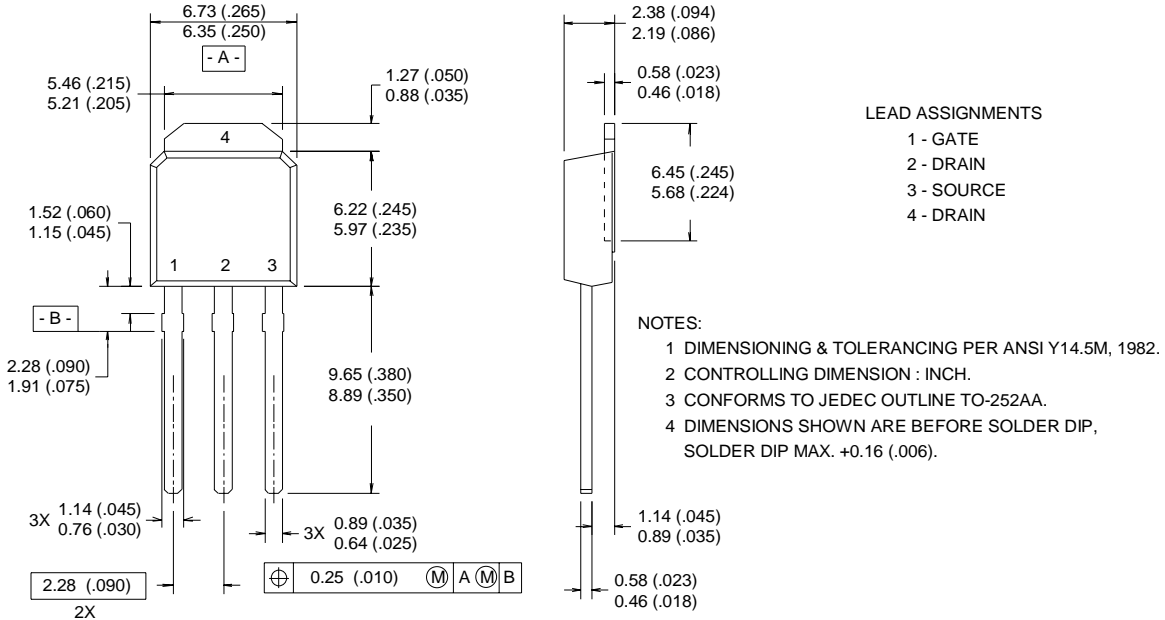 6.73 (.265)
6.35 (.250)
- A -
5.46 (.215)
5.21 (.205)
1.27 (.050)
0.88 (.035)
4
6.22 (.245)
5.97 (.235)
1.52 (.060)
1.15 (.045)
1 2 3
- B -
2.28 (.090)
1.91 (.075)
9.65 (.380)
8.89 (.350)
3X 1.14 (.045)
0.76 (.030)
3X 0.89 (.035)
0.64 (.025)
2.28 (.090)
2X
⌖ 0.25 (.010) Ⓜ A Ⓜ B
2.38 (.094)
2.19 (.086)
0.58 (.023)
0.46 (.018)
6.45 (.245)
5.68 (.224)
1.14 (.045)
0.89 (.035)
0.58 (.023)
0.46 (.018)
LEAD ASSIGNMENTS
1 - GATE
2 - DRAIN
3 - SOURCE
4 - DRAIN
NOTES:
1 DIMENSIONING & TOLERANCING PER ANSI Y14.5M, 1982.
2 CONTROLLING DIMENSION : INCH.
3 CONFORMS TO JEDEC OUTLINE TO-252AA.
4 DIMENSIONS SHOWN ARE BEFORE SOLDER DIP,
SOLDER DIP MAX. +0.16 (.006).